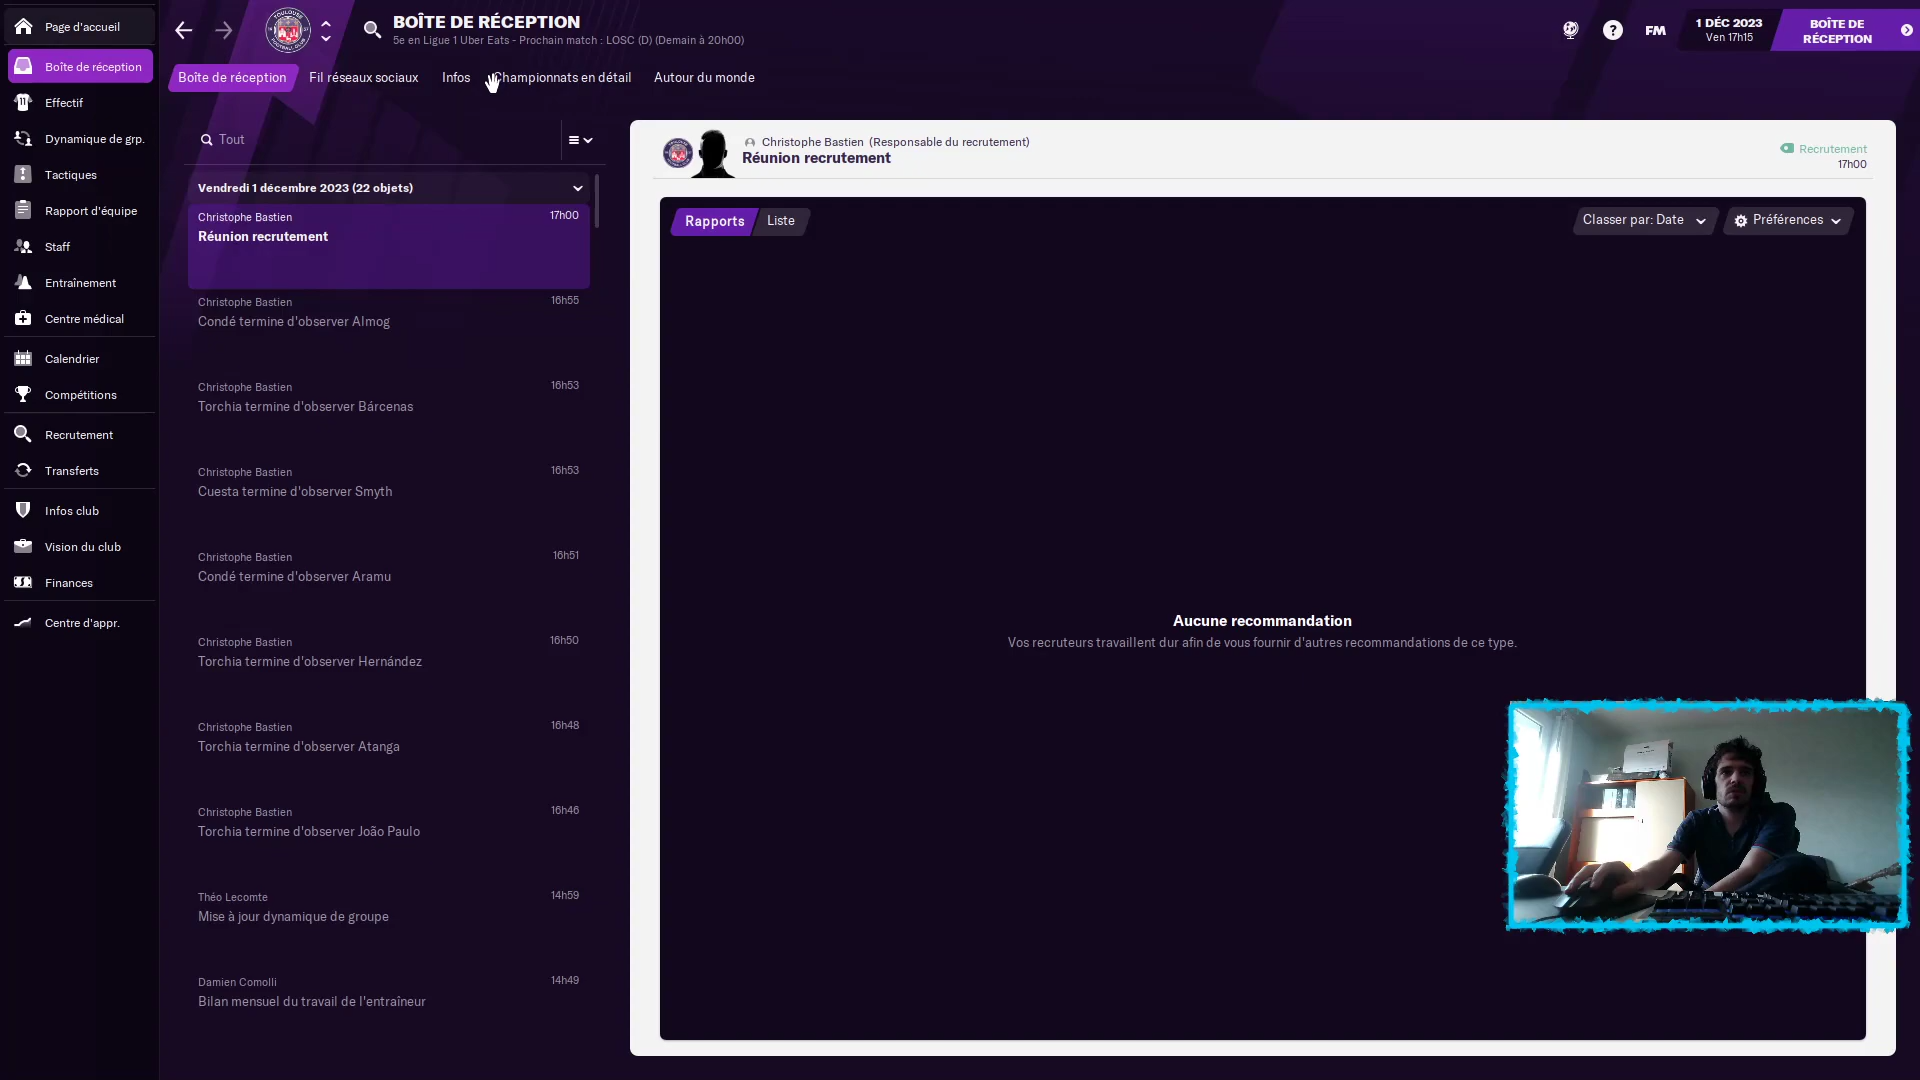 Page d'accueil
Boîte de réception
Effectif
Dynamique de grp.
Tactiques
Rapport d'équipe
Staff
Entraînement
Centre médical
Calendrier
Compétitions
Recrutement
Transferts
Infos club
Vision du club
Finances
Centre d'appr.
BOÎTE DE RÉCEPTION
5e en Ligue 1 Uber Eats - Prochain match : LOSC (D) (Demain à 20h00)
FM
1 DÉC 2023
Ven 17h15
BOÎTE DE
RÉCEPTION
Boîte de réception Fil réseaux sociaux Infos Championnats en détail Autour du monde
Tout
Vendredi 1 décembre 2023 (22 objets)
Christophe Bastien 17h00
Réunion recrutement
Christophe Bastien 16h55
Condé termine d'observer Almog
Christophe Bastien 16h53
Torchia termine d'observer Bárcenas
Christophe Bastien 16h53
Cuesta termine d'observer Smyth
Christophe Bastien 16h51
Condé termine d'observer Aramu
Christophe Bastien 16h50
Torchia termine d'observer Hernández
Christophe Bastien 16h48
Torchia termine d'observer Atanga
Christophe Bastien 16h46
Torchia termine d'observer João Paulo
Théo Lecomte 14h59
Mise à jour dynamique de groupe
Damien Comolli 14h49
Bilan mensuel du travail de l'entraîneur
Christophe Bastien (Responsable du recrutement)
Réunion recrutement
Recrutement
17h00
Rapports Liste
Classer par: Date Préférences
Aucune recommandation
Vos recruteurs travaillent dur afin de vous fournir d'autres recommandations de ce type.